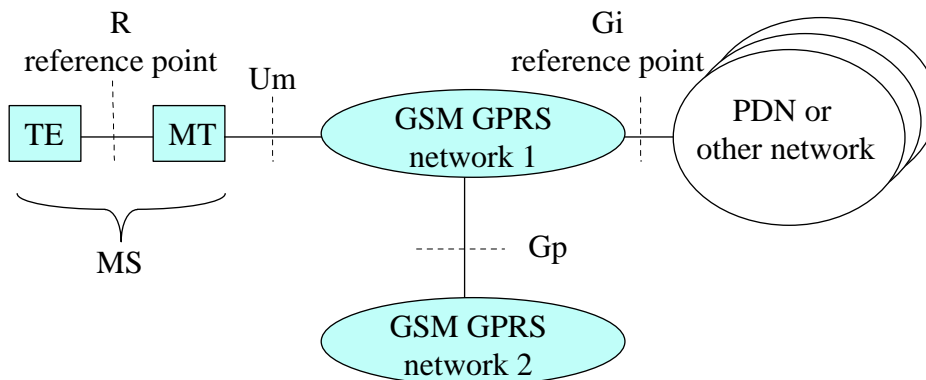 R
reference point
Gi
reference point
Um
TE
MT
GSM GPRS
network 1
PDN or
other network
MS
Gp
GSM GPRS
network 2